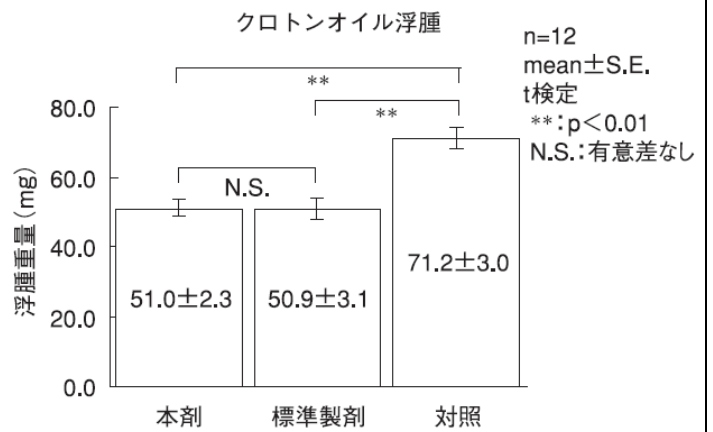 クロトンオイル浮腫
n=12
mean±S.E.
t検定
**:p<0.01
N.S.:有意差なし
**
**
N.S.
浮腫重量(mg)
80.0
60.0
40.0
20.0
0.0
51.0±2.3
50.9±3.1
71.2±3.0
本剤
標準製剤
対照